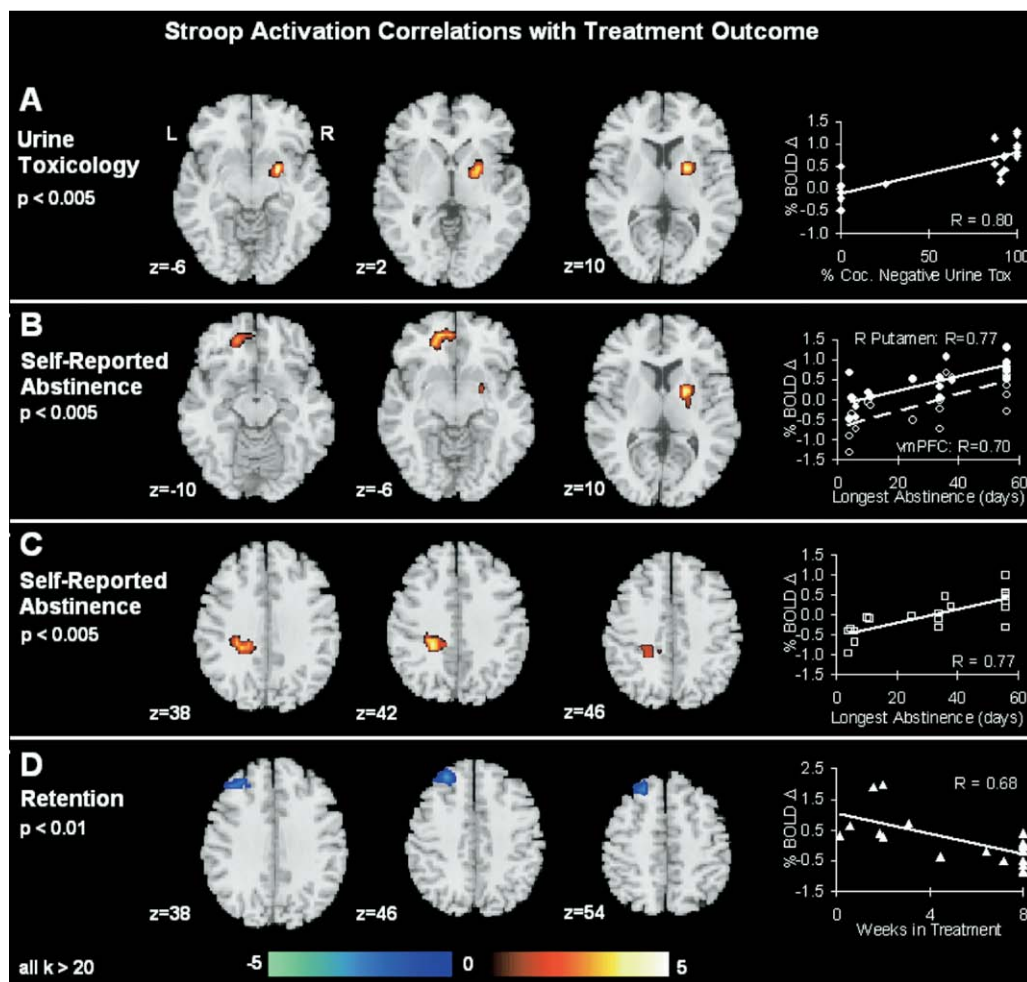 Stroop Activation Correlations with Treatment Outcome
A
Urine
Toxicology
p < 0.005
L
R
z=-6
z=2
z=10
% BOLD Δ
1.5
1.0
0.5
0.0
-0.5
-1.0
R = 0.80
0
50
100
% Coc. Negative Urine Tox
B
Self-Reported
Abstinence
p < 0.005
z=-10
z=-6
z=10
% BOLD Δ
1.5
1.0
0.5
0.0
-0.5
-1.0
-1.5
R Putamen: R=0.77
vmPFC: R=0.70
0
20
40
60
Longest Abstinence (days)
C
Self-Reported
Abstinence
p < 0.005
z=38
z=42
z=46
% BOLD Δ
1.5
1.0
0.5
0.0
-0.5
-1.0
-1.5
R = 0.77
0
20
40
60
Longest Abstinence (days)
D
Retention
p < 0.01
z=38
z=46
z=54
% BOLD Δ
2.5
1.5
0.5
-0.5
-1.5
R = 0.68
0
4
8
Weeks in Treatment
all k > 20
-5
0
5